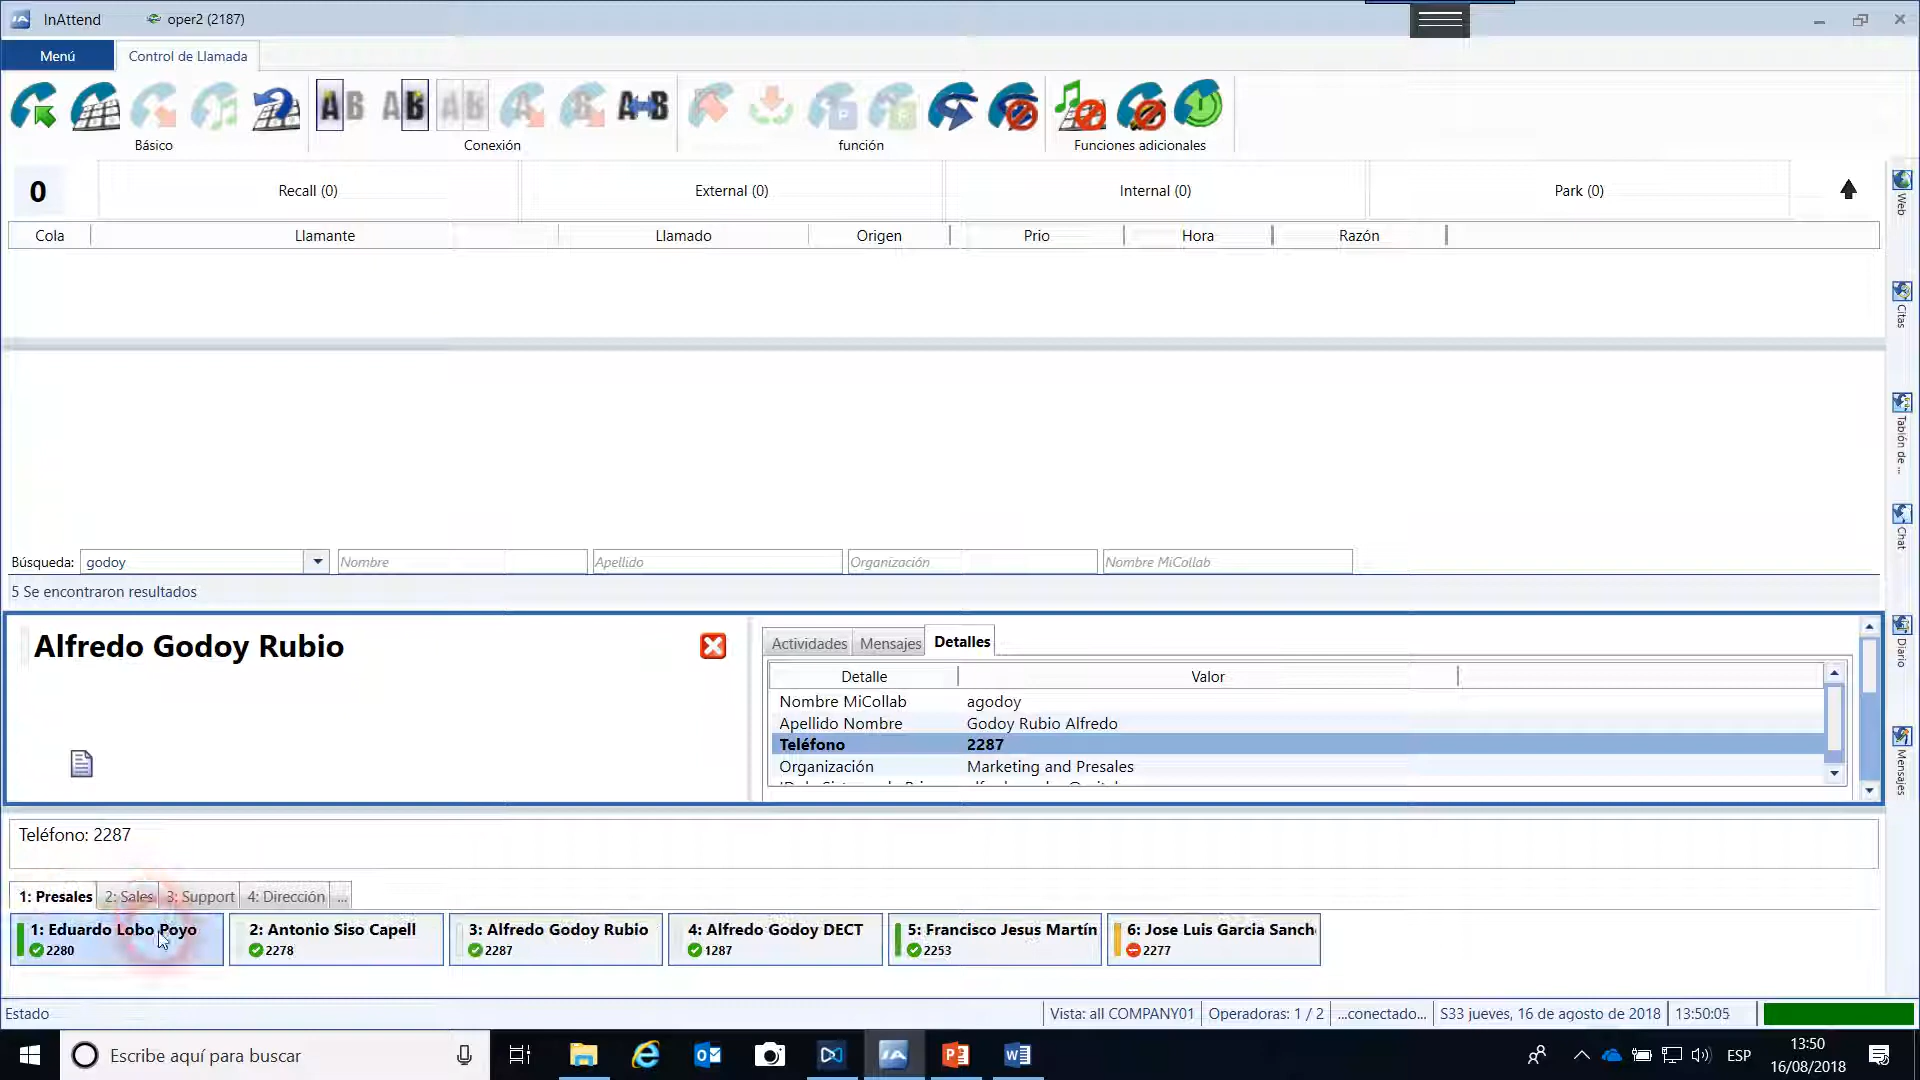 InAttend oper2 (2187)
Menú Control de Llamada
Básico Conexión función Funciones adicionales
0 Recall (0) External (0) Internal (0) Park (0)
Cola Llamante Llamado Origen Prio Hora Razón
Web
Citas
Tablón de ...
Chat
Diario
Mensajes
Búsqueda: godoy Nombre Apellido Organización Nombre MiCollab
5 Se encontraron resultados
Alfredo Godoy Rubio
Actividades Mensajes Detalles
Detalle Valor
Nombre MiCollab agodoy
Apellido Nombre Godoy Rubio Alfredo
Teléfono 2287
Organización Marketing and Presales
Teléfono: 2287
1: Presales 2: Sales 3: Support 4: Dirección ...
1: Eduardo Lobo Poyo 2: Antonio Siso Capell 3: Alfredo Godoy Rubio 4: Alfredo Godoy DECT 5: Francisco Jesus Martín 6: Jose Luis Garcia Sanch
2280 2278 2287 1287 2253 2277
Estado Vista: all COMPANY01 Operadoras: 1 / 2 ...conectado... S33 jueves, 16 de agosto de 2018 13:50:05
Escribe aquí para buscar ESP 13:50
16/08/2018